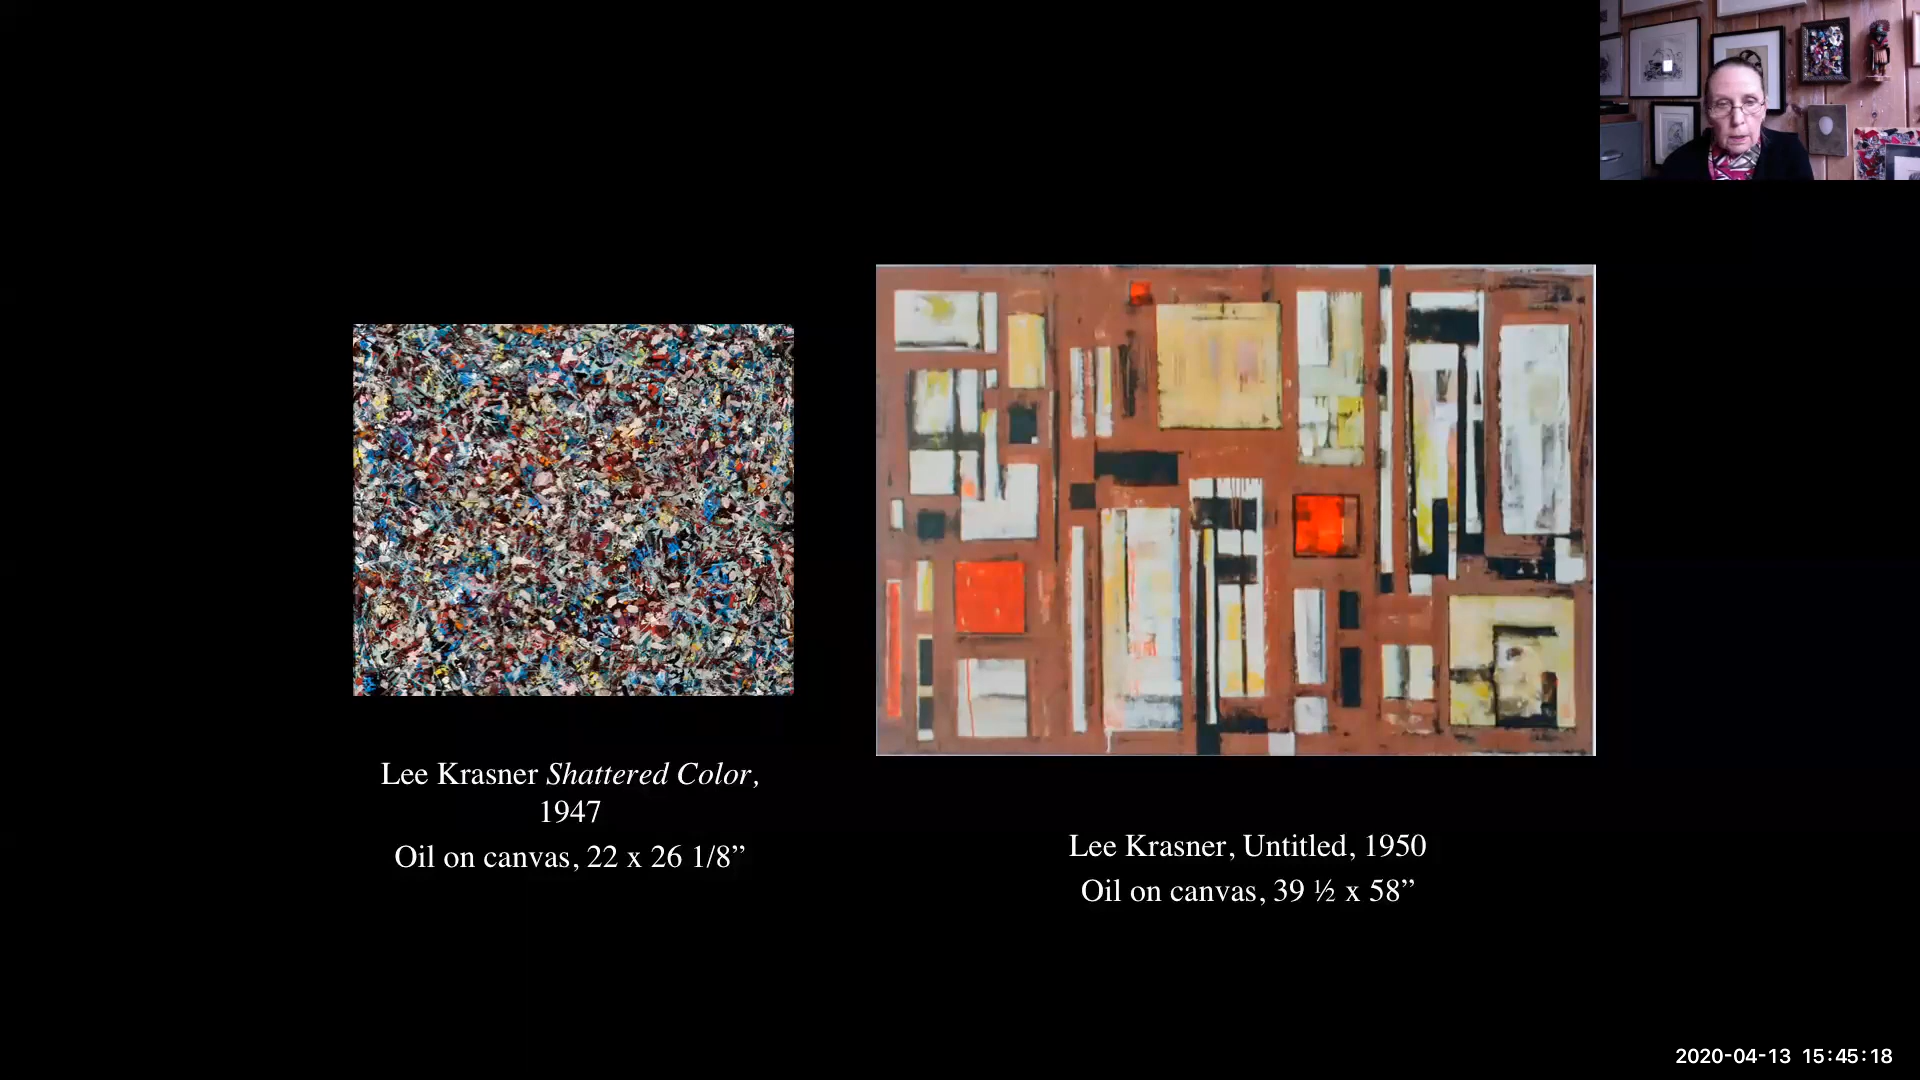 Lee Krasner Shattered Color,
1947
Oil on canvas, 22 x 26 1/8”
Lee Krasner, Untitled, 1950
Oil on canvas, 39 ½ x 58”
2020-04-13 15:45:18